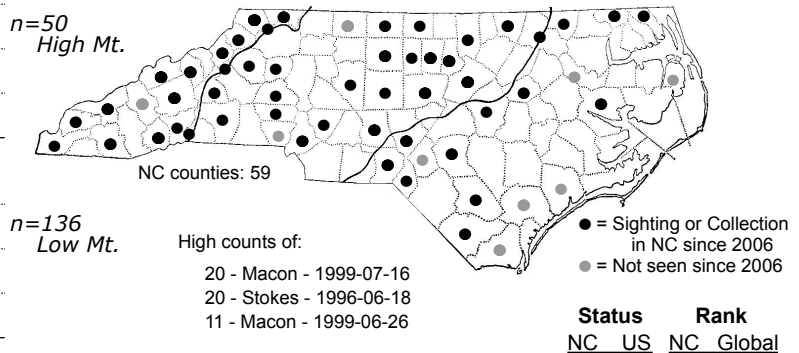 n=50
High Mt.
NC counties: 59
n=136
Low Mt.
High counts of:
20 - Macon - 1999-07-16
20 - Stokes - 1996-06-18
11 - Macon - 1999-06-26
= Sighting or Collection
in NC since 2006
= Not seen since 2006
Status Rank
NC US NC Global